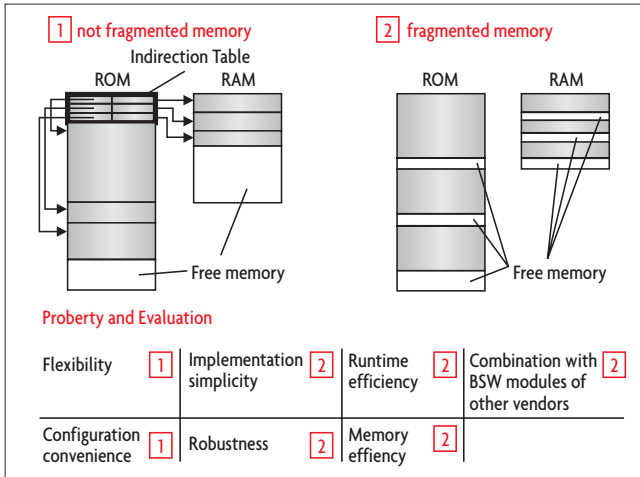 1 not fragmented memory
2 fragmented memory
Indirection Table
ROM
RAM
ROM
RAM
Free memory
Free memory
Proberty and Evaluation
Flexibility 1
Implementation simplicity 2
Runtime efficiency 2
Combination with BSW modules of other vendors 2
Configuration convenience 1
Robustness 2
Memory effiency 2